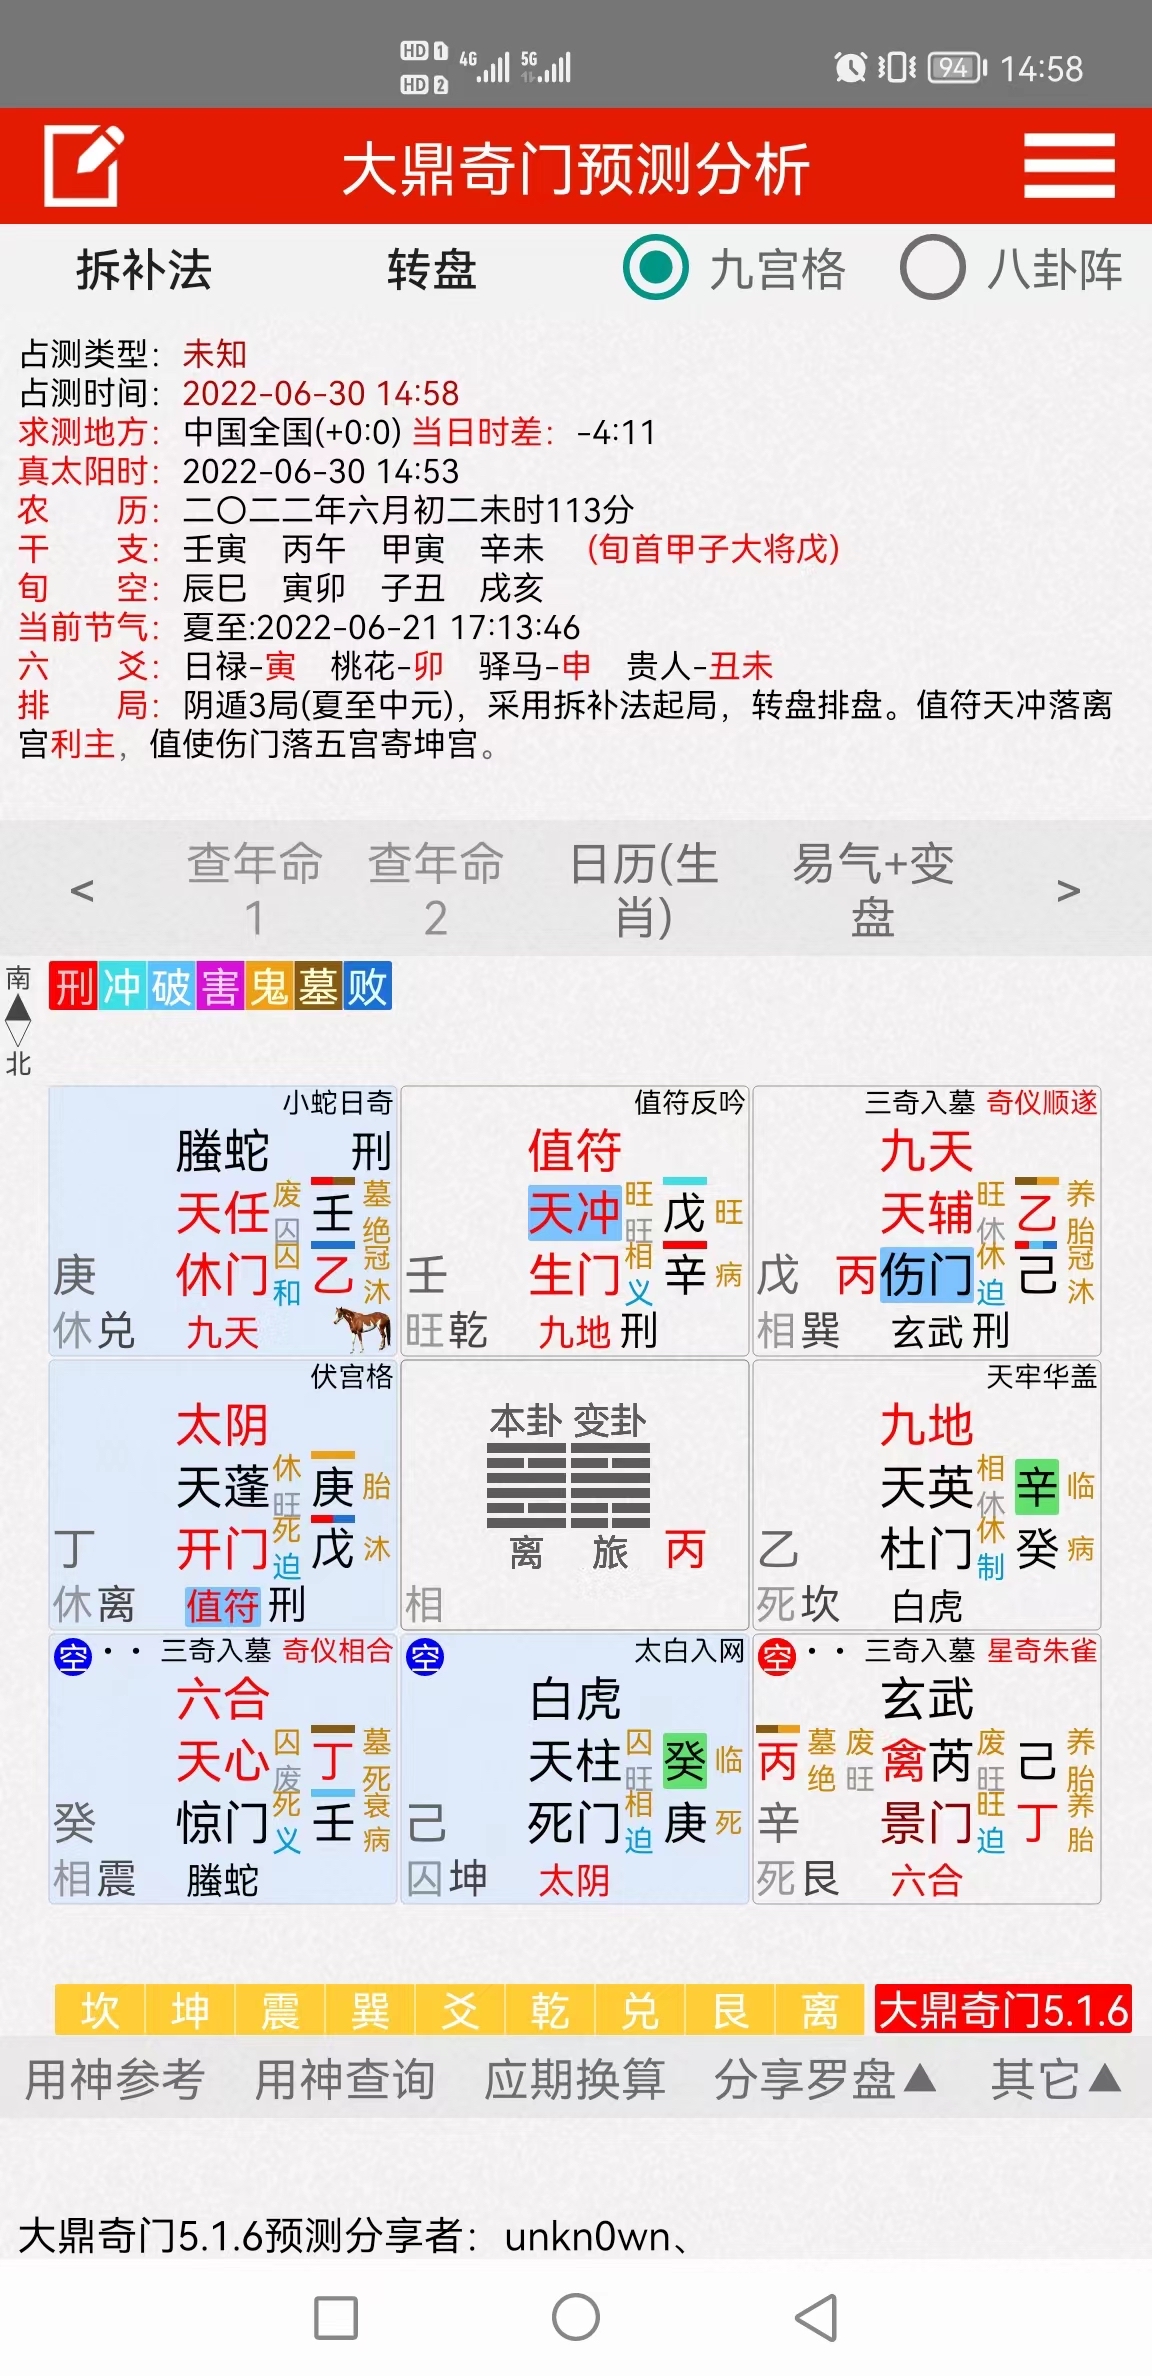 HD 1 4G 5G 94 14:58
HD 2
大鼎奇门预测分析
拆补法 转盘 九宫格 八卦阵
占测类型：未知
占测时间：2022-06-30 14:58
求测地方：中国全国(+0:0) 当日时差：-4:11
真太阳时：2022-06-30 14:53
农 历：二〇二二年六月初二未时113分
干 支：壬寅 丙午 甲寅 辛未 (旬首甲子大将戊)
旬 空：辰巳 寅卯 子丑 戌亥
当前节气：夏至:2022-06-21 17:13:46
六 爻：日禄-寅 桃花-卯 驿马-申 贵人-丑未
排 局：阴遁3局(夏至中元)，采用拆补法起局，转盘排盘。值符天冲落离
宫利主，值使伤门落五宫寄坤宫。
< 查年命1 查年命2 日历(生肖) 易气+变盘 >
南
北
刑冲破害鬼墓败
小蛇日奇
螣蛇 刑
天任 废囚 壬 墓绝
庚 休门 囚和 乙 冠沐
休兑 九天
值符反吟
值符
天冲 旺旺 戊 旺
壬 生门 相义 辛 病
旺乾 九地 刑
三奇入墓 奇仪顺遂
九天
天辅 旺休 乙 养胎
戊 丙 伤门 休迫 己 冠沐
相巽 玄武 刑
伏宫格
太阴
天蓬 休旺 庚 胎
丁 开门 死迫 戊 沐
休离 值符 刑
本卦 变卦
离 旅 丙
相
天牢华盖
九地
天英 相休 辛 临
乙 杜门 休制 癸 病
死坎 白虎
空 · · 三奇入墓 奇仪相合
六合
天心 囚废 丁 墓死
癸 惊门 死义 壬 衰病
相震 螣蛇
空 太白入网
白虎
天柱 囚旺 癸 临
己 死门 相迫 庚 死
囚坤 太阴
空 · · 三奇入墓 星奇朱雀
玄武
丙 墓绝 废旺 禽芮 废旺 己 养胎
辛 景门 旺迫 丁 养胎
死艮 六合
坎 坤 震 巽 爻 乾 兑 艮 离 大鼎奇门5.1.6
用神参考 用神查询 应期换算 分享罗盘▲ 其它▲
大鼎奇门5.1.6预测分享者：unkn0wn、